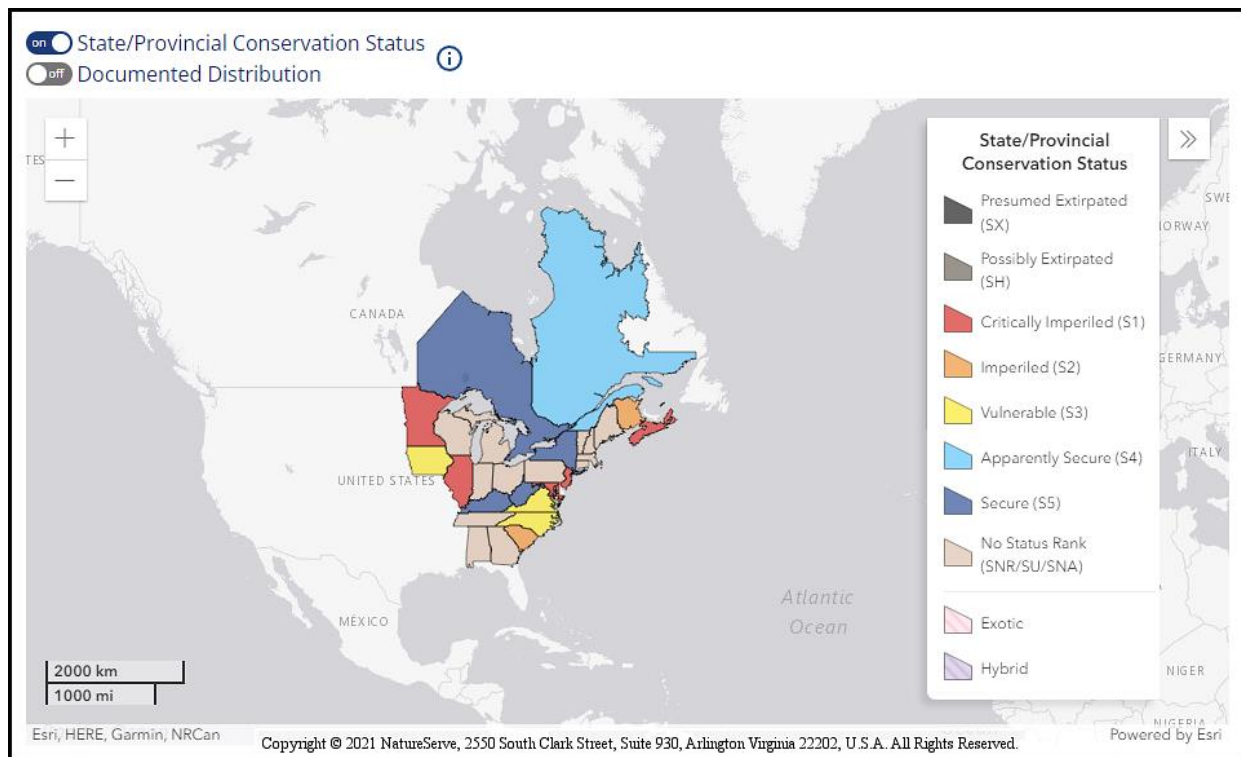 on State/Provincial Conservation Status
off Documented Distribution
i
+
−
TES
CANADA
UNITED STATES
MÉXICO
Atlantic
Ocean
2000 km
1000 mi
State/Provincial
Conservation Status
Presumed Extirpated
(SX)
Possibly Extirpated
(SH)
Critically Imperiled (S1)
Imperiled (S2)
Vulnerable (S3)
Apparently Secure (S4)
Secure (S5)
No Status Rank
(SNR/SU/SNA)
Exotic
Hybrid
SWE
ORWAY
GERMANY
ITALY
NIGER
NIGERIA
Esri, HERE, Garmin, NRCan
Copyright © 2021 NatureServe, 2550 South Clark Street, Suite 930, Arlington Virginia 22202, U.S.A. All Rights Reserved.
Powered by Esri